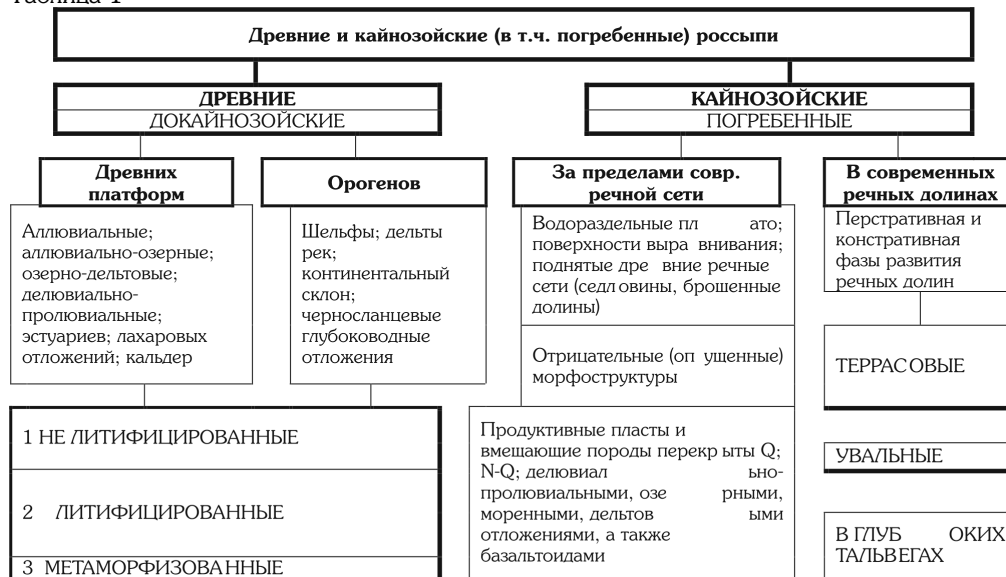 Таблица 1
Древние и кайнозойские (в т.ч. погребенные) россыпи
ДРЕВНИЕ
ДОКАЙНОЗОЙСКИЕ
КАЙНОЗОЙСКИЕ
ПОГРЕБЕННЫЕ
Древних
платформ
Орогенов
За пределами совр.
речной сети
В современных
речных долинах
Аллювиальные;
аллювиально-озерные;
озерно-дельтовые;
делювиально-
пролювиальные;
эстуариев; лахаровых
отложений; кальдер
Шельфы; дельты
рек;
континентальный
склон;
черносланцевые
глубоководные
отложения
Водораздельные пл ато;
поверхности выра внивания;
поднятые дре вние речные
сети (седл овины, брошенные
долины)
Отрицательные (оп ущенные)
морфоструктуры
Продуктивные пласты и
вмещающие породы перекр ыты Q;
N-Q; делювиал ьно-
пролювиальными, озе рными,
моренными, дельтов ыми
отложениями, а также
базальтоидами
Перстративная и
констративная
фазы развития
речных долин
ТЕРРАС ОВЫЕ
УВАЛЬНЫЕ
В ГЛУБ ОКИХ
ТАЛЬВЕГАХ
1 НЕ ЛИТИФИЦИРОВАННЫЕ
2 ЛИТИФИЦИРОВАННЫЕ
3 МЕТАМОРФИЗОВА ННЫЕ